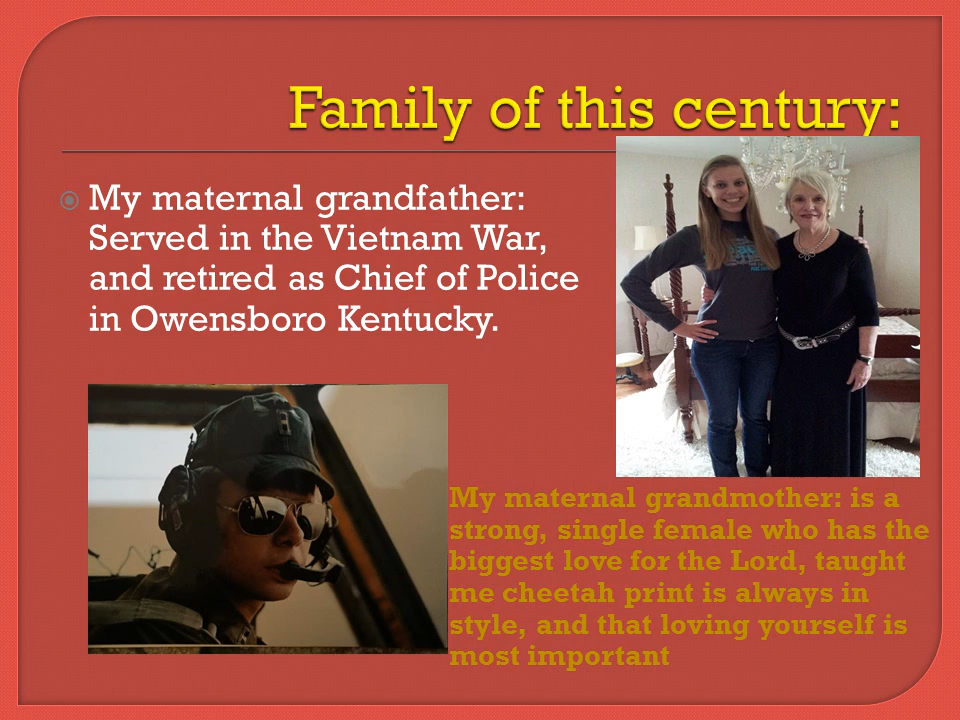 Family of this century:
My maternal grandfather:
Served in the Vietnam War,
and retired as Chief of Police
in Owensboro Kentucky.
My maternal grandmother: is a
strong, single female who has the
biggest love for the Lord, taught
me cheetah print is always in
style, and that loving yourself is
most important